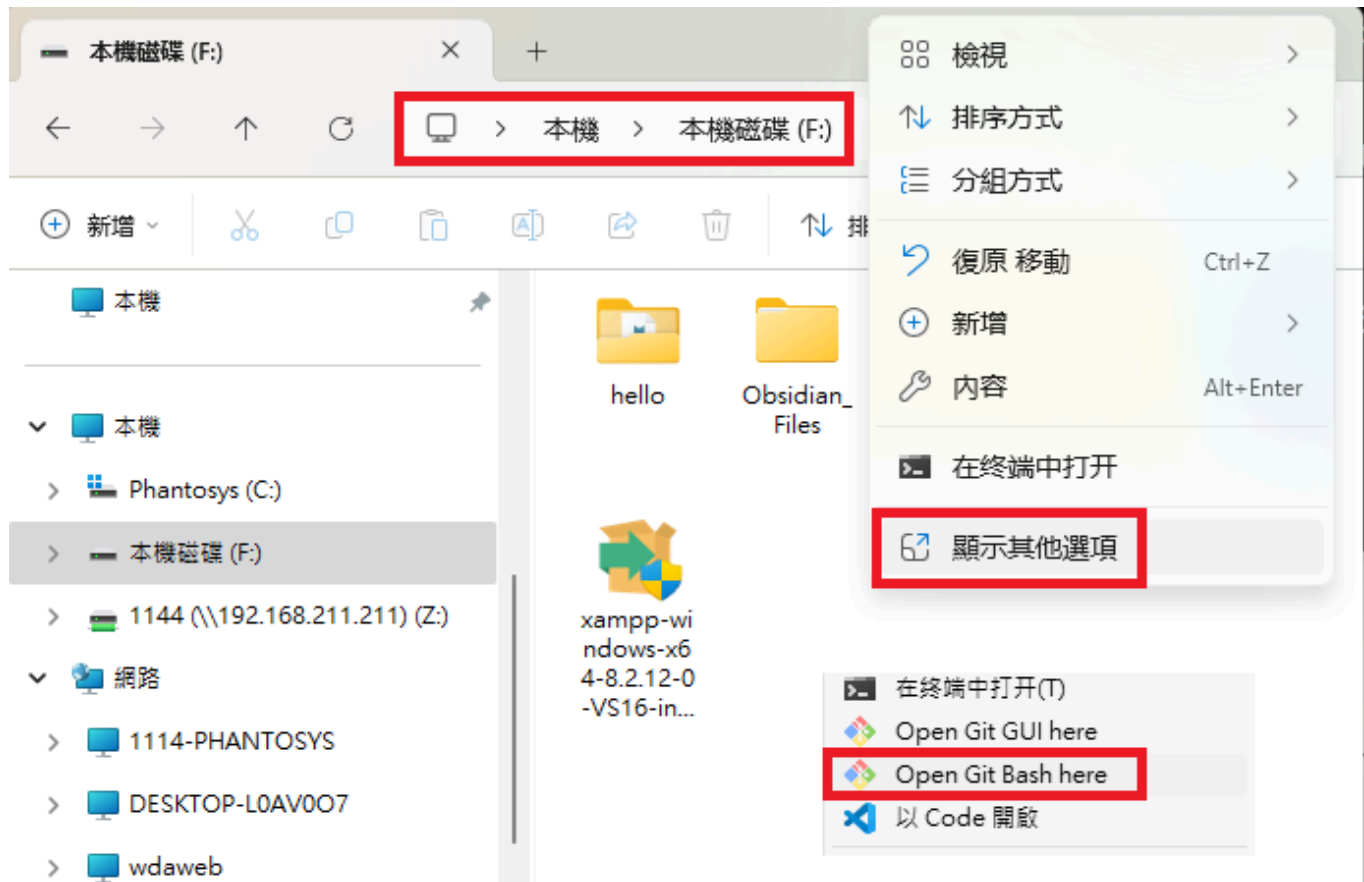 本機磁碟 (F:)
本機 > 本機磁碟 (F:)
新增
排
本機
本機
Phantosys (C:)
本機磁碟 (F:)
1144 (\\192.168.211.211) (Z:)
網路
1114-PHANTOSYS
DESKTOP-L0AV0O7
wdaweb
hello
Obsidian_
Files
xampp-wi
ndows-x6
4-8.2.12-0
-VS16-in...
檢視
排序方式
分組方式
復原 移動 Ctrl+Z
新增
內容 Alt+Enter
在终端中打开
顯示其他選項
在终端中打开(T)
Open Git GUI here
Open Git Bash here
以 Code 開啟